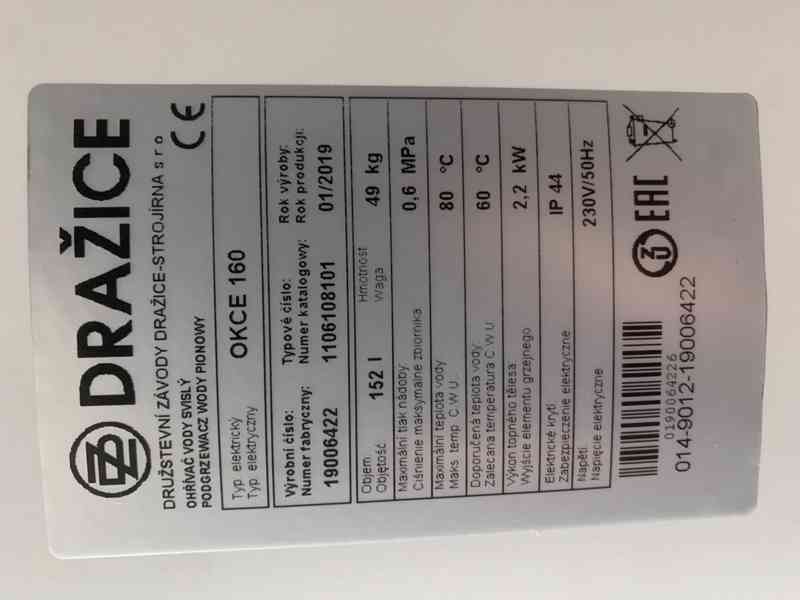 DRAŽICE
DRUŽSTEVNÍ ZÁVODY DRAŽICE-STROJÍRNA s r o
OHŘÍVAČ VODY SVISLÝ
PODGRZEWACZ WODY PIONOWY
CE
Typ elektrický
Typ elektryczny
OKCE 160
Výrobní číslo: Typové číslo: Rok výroby:
Numer fabryczny: Numer katalogowy: Rok produkcji:
19006422 1106108101 01/2019
Objem Hmotnost
Objętość 152 l Waga 49 kg
Maximální tlak nádoby
Ciśnienie maksymalne zbiornika 0,6 MPa
Maximální teplota vody
Maks temp C.W.U. 80 °C
Doporučená teplota vody
Zalecana temperatura C W U 60 °C
Výkon topného tělesa
Wyjście elementu grzejnego 2,2 kW
Elektrické krytí
Zabezpieczenie elektryczne IP 44
Napětí
Napięcie elektryczne 230V/50Hz
EAC
0190064226
014-9012-19006422